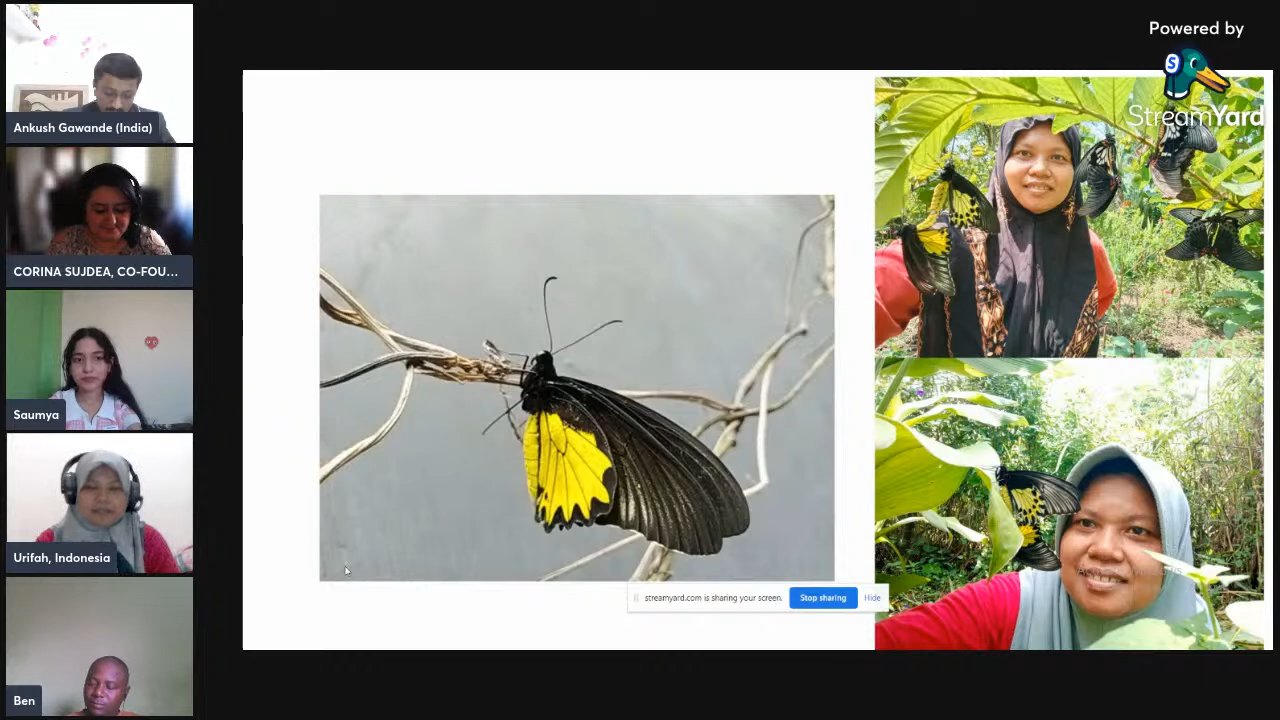 Powered by
S
StreamYard
Ankush Gawande (India)
CORINA SUJDEA, CO-FOU...
Saumya
Urifah, Indonesia
Ben
streamyard.com is sharing your screen.
Stop sharing
Hide